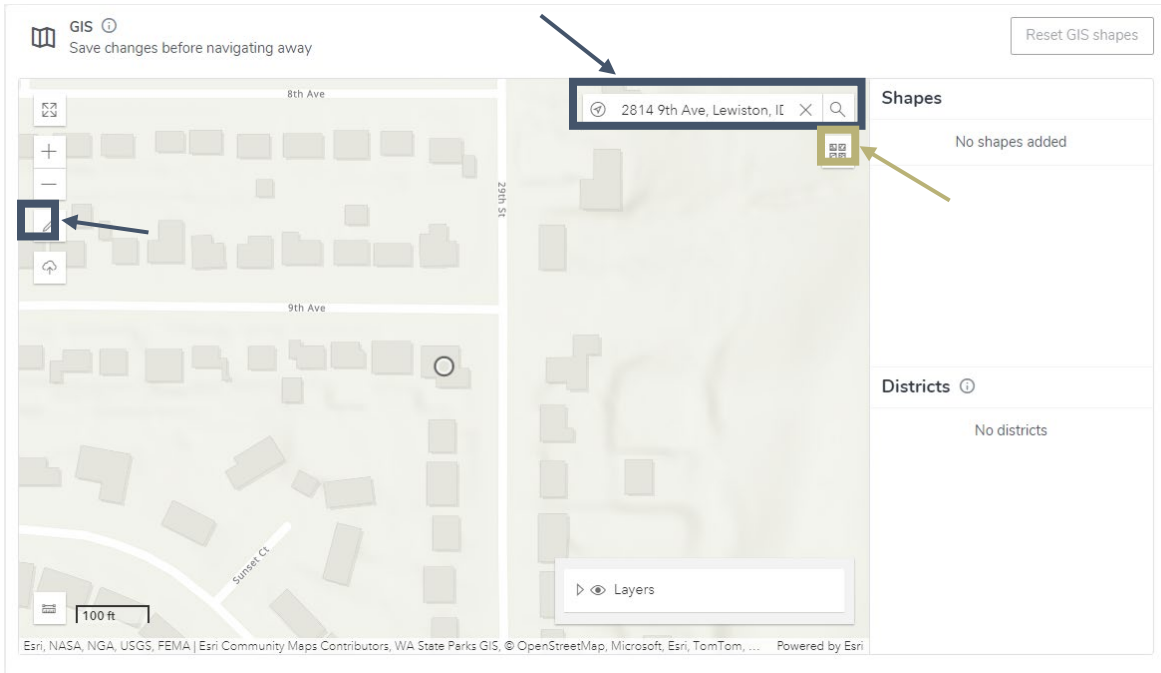 GIS
Save changes before navigating away
Reset GIS shapes
8th Ave
2814 9th Ave, Lewiston, ID
Shapes
No shapes added
29th St
9th Ave
Districts
No districts
Sunset Ct
Layers
100 ft
Esri, NASA, NGA, USGS, FEMA | Esri Community Maps Contributors, WA State Parks GIS, © OpenStreetMap, Microsoft, Esri, TomTom, ... Powered by Esri